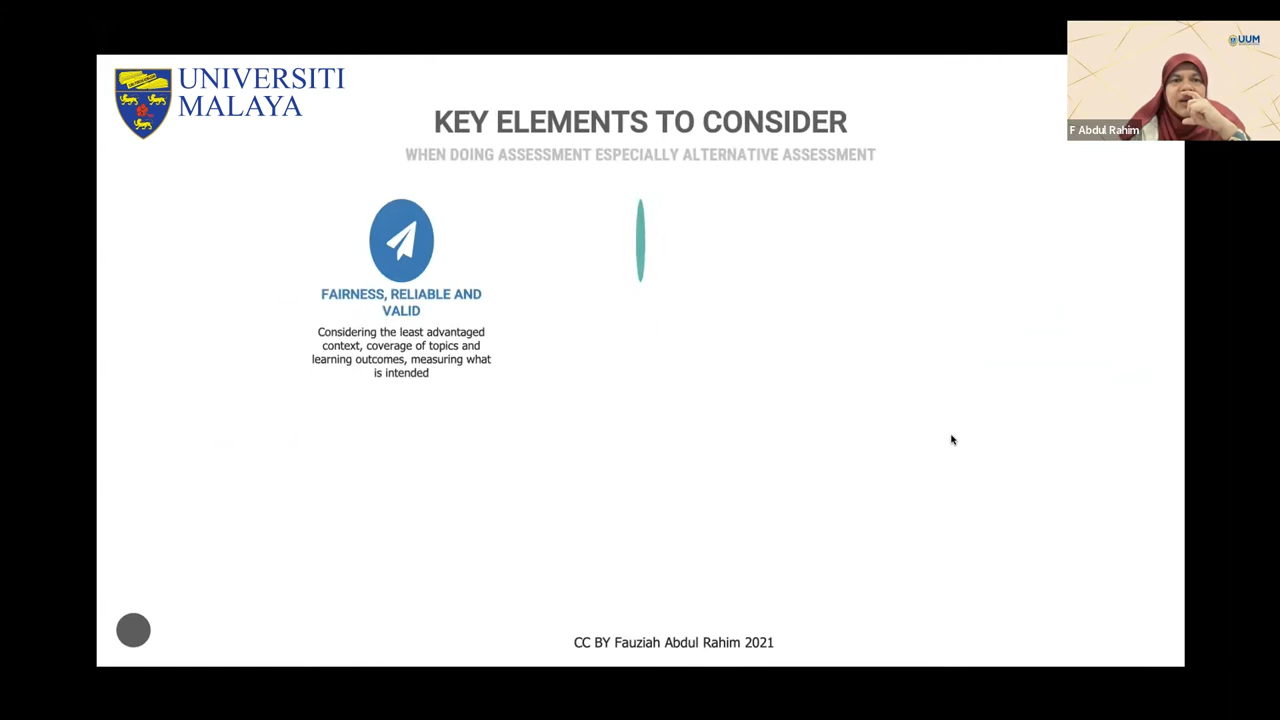 UNIVERSITI
MALAYA
UUM
F Abdul Rahim
KEY ELEMENTS TO CONSIDER
WHEN DOING ASSESSMENT ESPECIALLY ALTERNATIVE ASSESSMENT
FAIRNESS, RELIABLE AND
VALID
Considering the least advantaged
context, coverage of topics and
learning outcomes, measuring what
is intended
CC BY Fauziah Abdul Rahim 2021